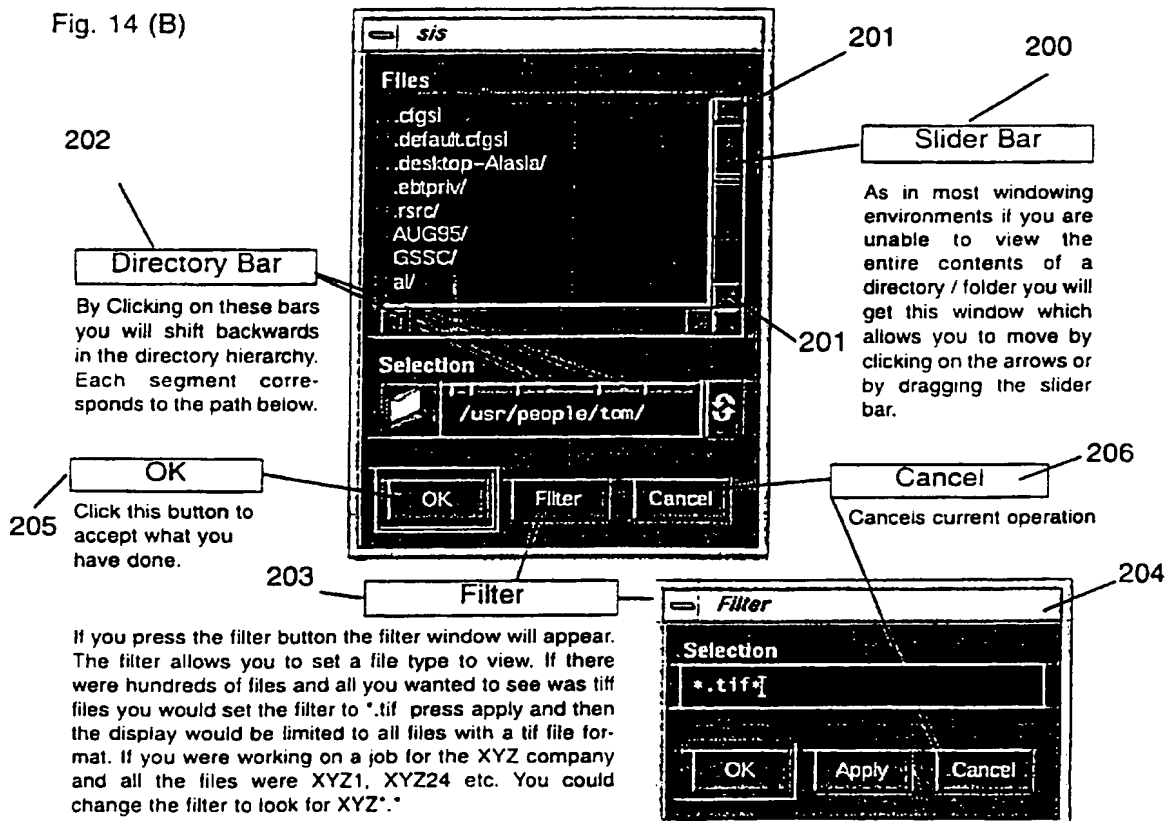 Fig. 14 (B)
sis
201
200
Files
.cfgsl
.default.cfgsl
.desktop-Alasla/
.ebtpriv/
.rsrc/
AUG95/
GSSC/
al/
202
Slider Bar
As in most windowing
environments if you are
unable to view the
entire contents of a
directory / folder you will
get this window which
allows you to move by
clicking on the arrows or
by dragging the slider
bar.
Directory Bar
By Clicking on these bars
you will shift backwards
in the directory hierarchy.
Each segment corre-
sponds to the path below.
201
Selection
/usr/people/tom/
OK
205
Click this button to
accept what you
have done.
OK
Filter
Cancel
Cancel
206
Cancels current operation
203
Filter
204
If you press the filter button the filter window will appear.
The filter allows you to set a file type to view. If there
were hundreds of files and all you wanted to see was tiff
files you would set the filter to *.tif press apply and then
the display would be limited to all files with a tif file for-
mat. If you were working on a job for the XYZ company
and all the files were XYZ1, XYZ24 etc. You could
change the filter to look for XYZ*.*
Filter
Selection
*.tif*
OK
Apply
Cancel